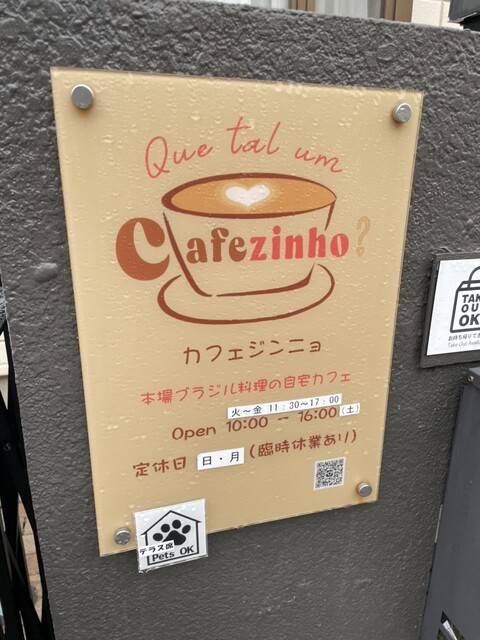 Que tal um
Cafezinho?
カフェジンニョ
本場ブラジル料理の自宅カフェ
火～金 11：30～17：00
Open 10:00 -- 16:00 (土)
定休日 日・月 (臨時休業あり)
テラス席
Pets OK
TAK
OU
OK
Take Out Avail